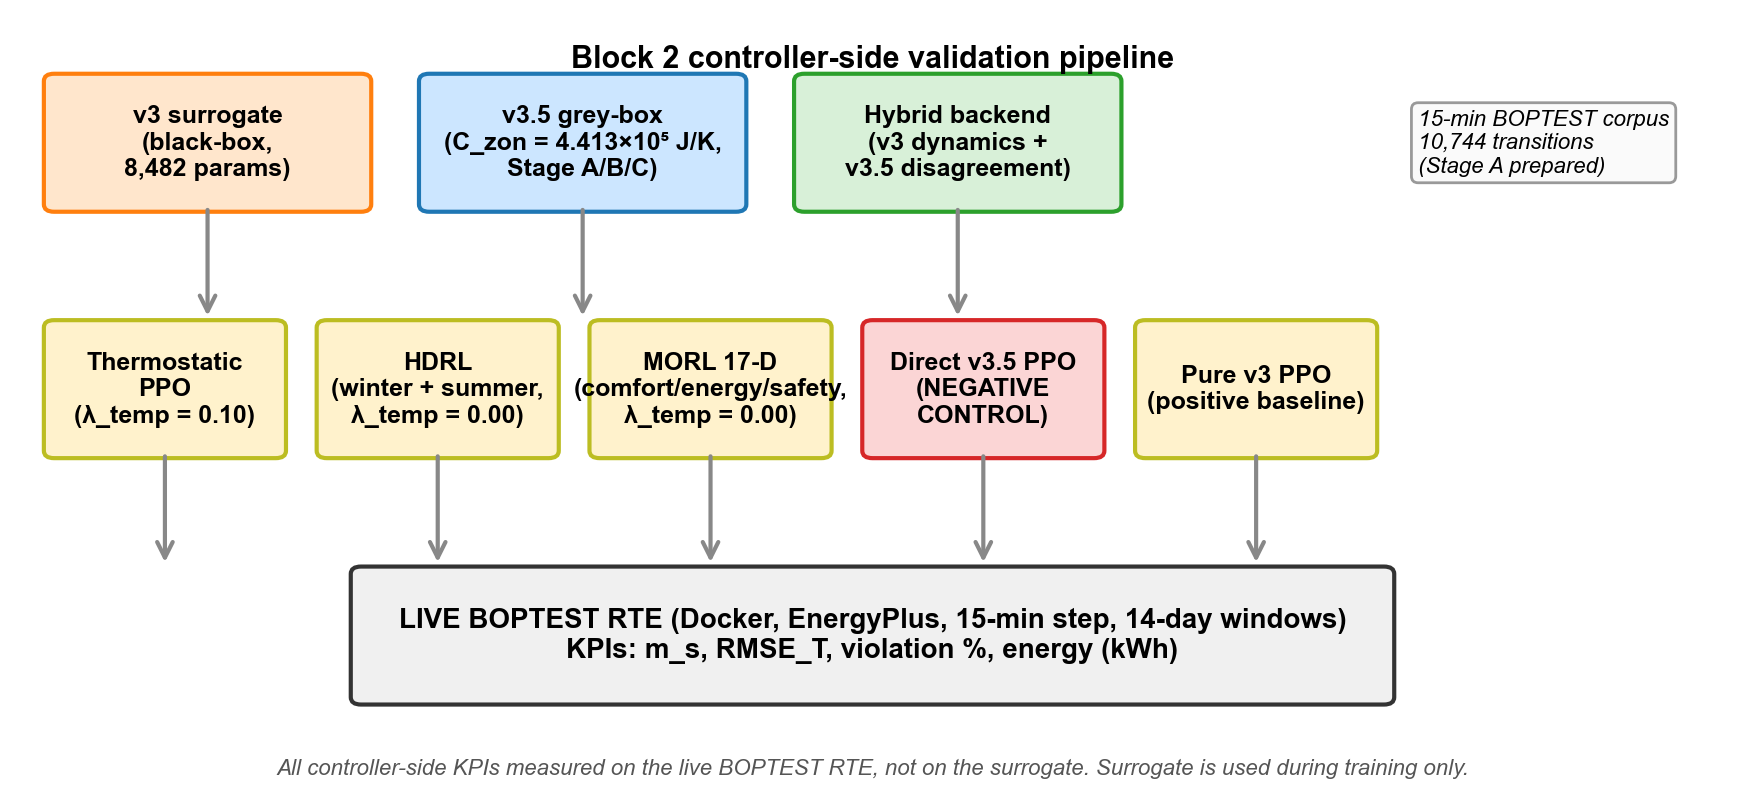 Block 2 controller-side validation pipeline
v3 surrogate
(black-box,
8,482 params)
v3.5 grey-box
(C_zon = 4.413×10⁵ J/K,
Stage A/B/C)
Hybrid backend
(v3 dynamics +
v3.5 disagreement)
15-min BOPTEST corpus
10,744 transitions
(Stage A prepared)
Thermostatic
PPO
(λ_temp = 0.10)
HDRL
(winter + summer,
λ_temp = 0.00)
MORL 17-D
(comfort/energy/safety,
λ_temp = 0.00)
Direct v3.5 PPO
(NEGATIVE
CONTROL)
Pure v3 PPO
(positive baseline)
LIVE BOPTEST RTE (Docker, EnergyPlus, 15-min step, 14-day windows)
KPIs: m_s, RMSE_T, violation %, energy (kWh)
All controller-side KPIs measured on the live BOPTEST RTE, not on the surrogate. Surrogate is used during training only.